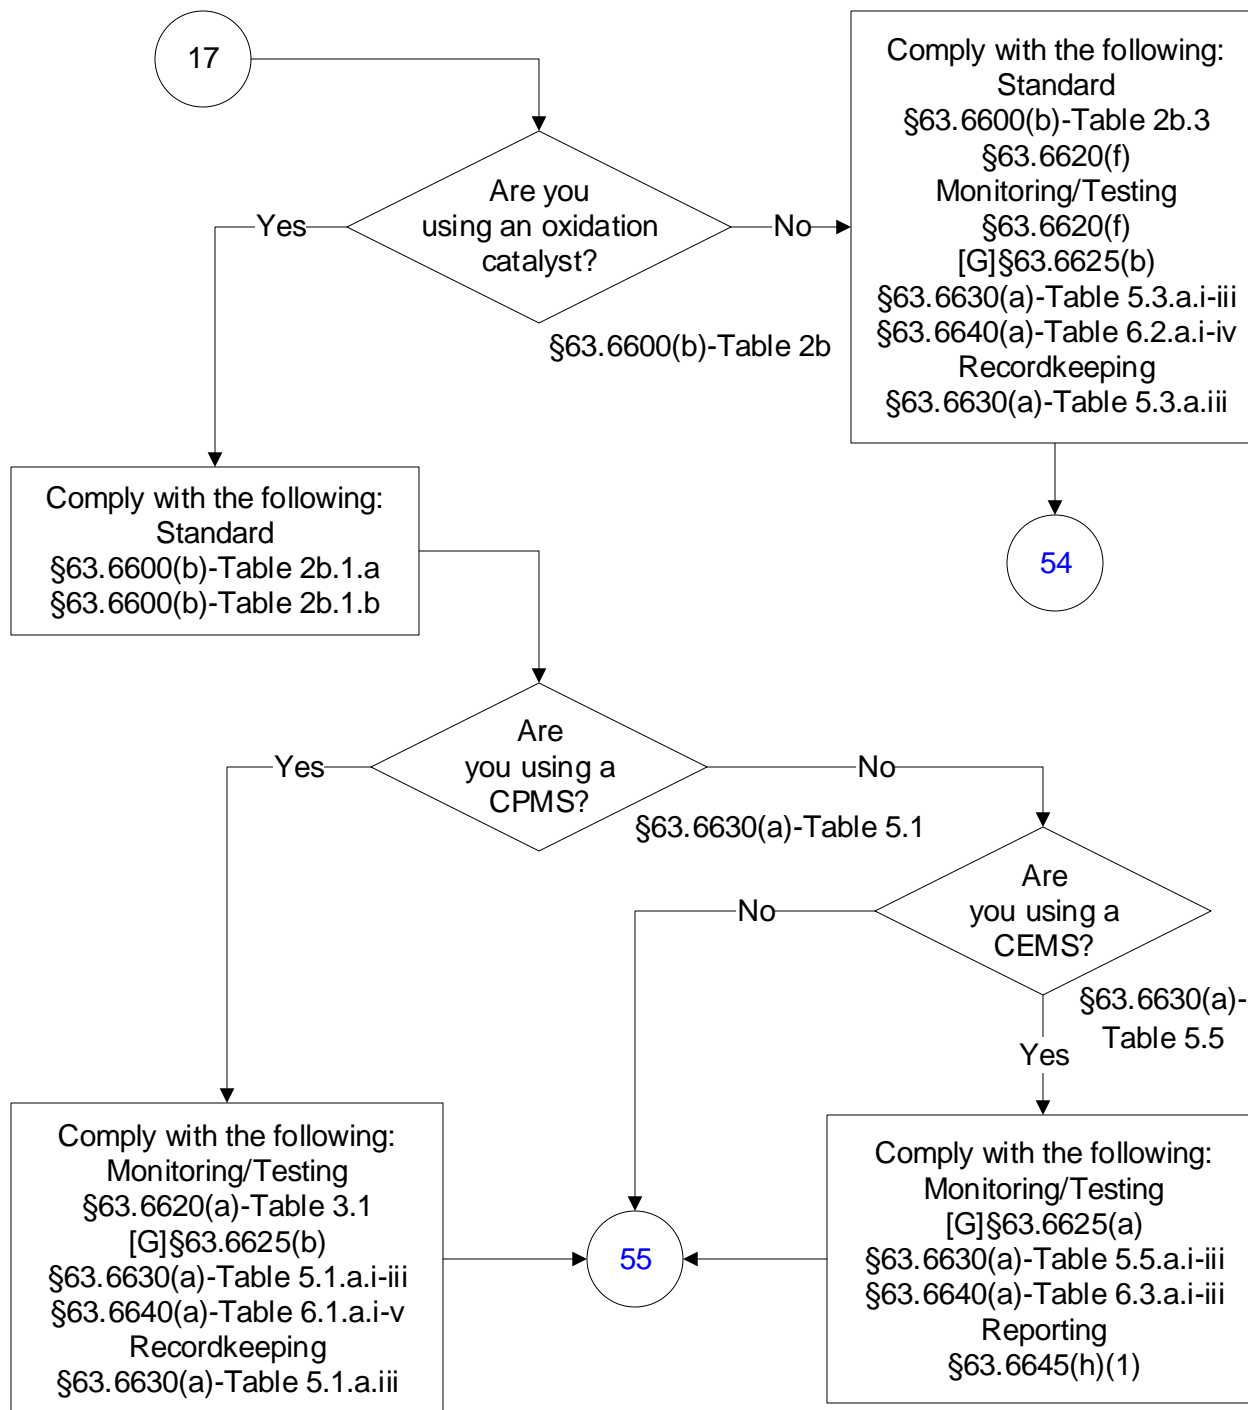 17
Are you
using an oxidation
catalyst?
Yes
No
§63.6600(b)-Table 2b
Comply with the following:
Standard
§63.6600(b)-Table 2b.3
§63.6620(f)
Monitoring/Testing
§63.6620(f)
[G]§63.6625(b)
§63.6630(a)-Table 5.3.a.i-iii
§63.6640(a)-Table 6.2.a.i-iv
Recordkeeping
§63.6630(a)-Table 5.3.a.iii
54
Comply with the following:
Standard
§63.6600(b)-Table 2b.1.a
§63.6600(b)-Table 2b.1.b
Are
you using a
CPMS?
Yes
No
§63.6630(a)-Table 5.1
Are
you using a
CEMS?
No
§63.6630(a)-
Table 5.5
Yes
Comply with the following:
Monitoring/Testing
§63.6620(a)-Table 3.1
[G]§63.6625(b)
§63.6630(a)-Table 5.1.a.i-iii
§63.6640(a)-Table 6.1.a.i-v
Recordkeeping
§63.6630(a)-Table 5.1.a.iii
55
Comply with the following:
Monitoring/Testing
[G]§63.6625(a)
§63.6630(a)-Table 5.5.a.i-iii
§63.6640(a)-Table 6.3.a.i-iii
Reporting
§63.6645(h)(1)